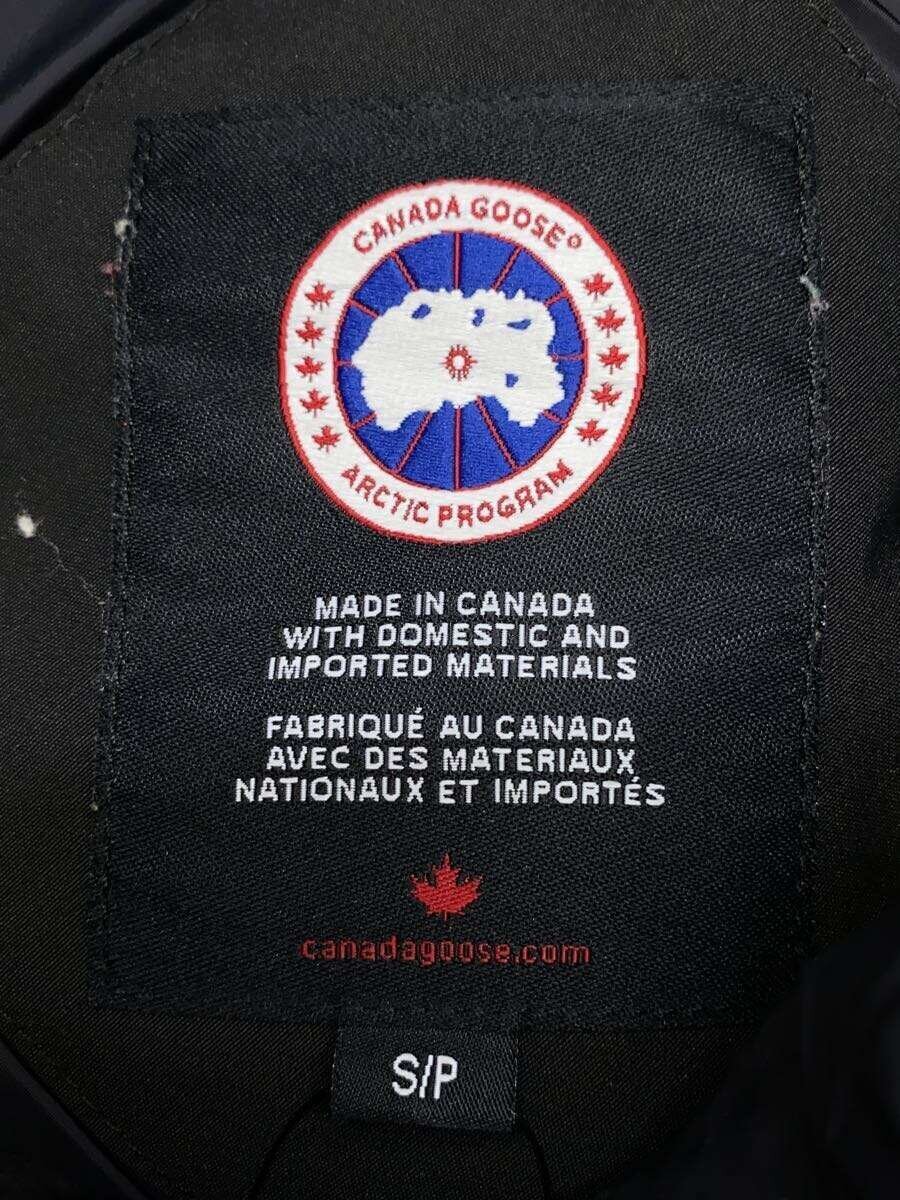 CANADA GOOSE®
ARCTIC PROGRAM
MADE IN CANADA
WITH DOMESTIC AND
IMPORTED MATERIALS
FABRIQUÉ AU CANADA
AVEC DES MATERIAUX
NATIONAUX ET IMPORTÉS
canadagoose.com
S/P